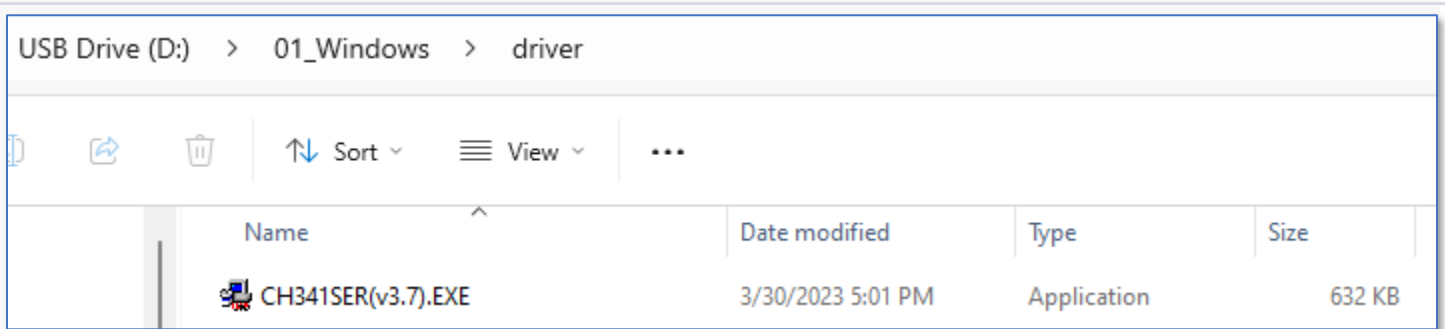 USB Drive (D:) > 01_Windows > driver
Sort View ...
Name Date modified Type Size
CH341SER(v3.7).EXE 3/30/2023 5:01 PM Application 632 KB